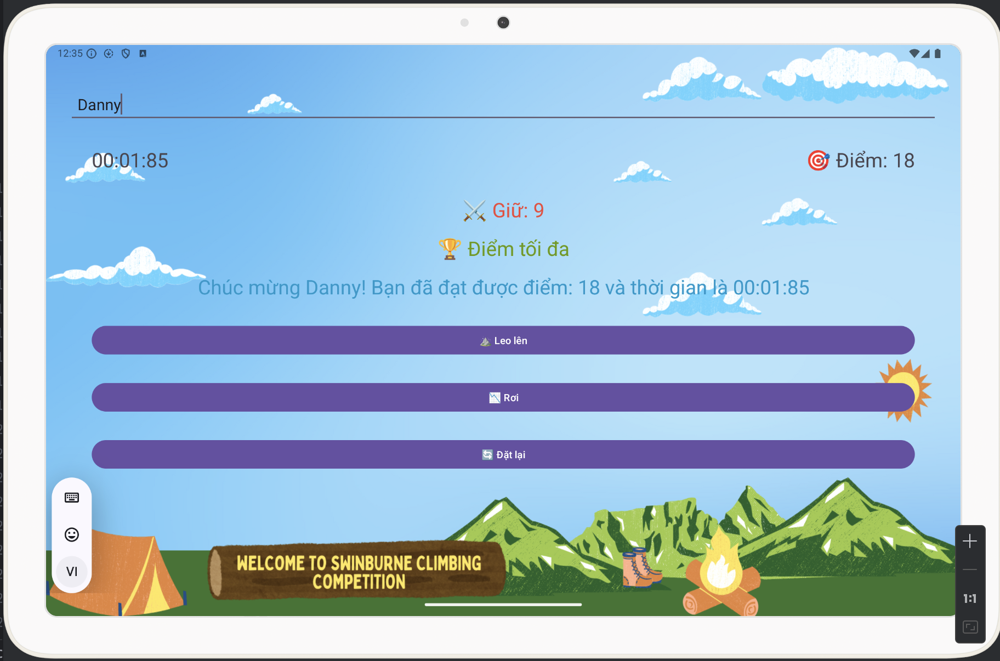 12:35
Danny
00:01:85
🎯 Điểm: 18
⚔️ Giữ: 9
🏆 Điểm tối đa
Chúc mừng Danny! Bạn đã đạt được điểm: 18 và thời gian là 00:01:85
⛰️ Leo lên
📉 Rơi
🔄 Đặt lại
VI
WELCOME TO SWINBURNE CLIMBING
COMPETITION
1:1